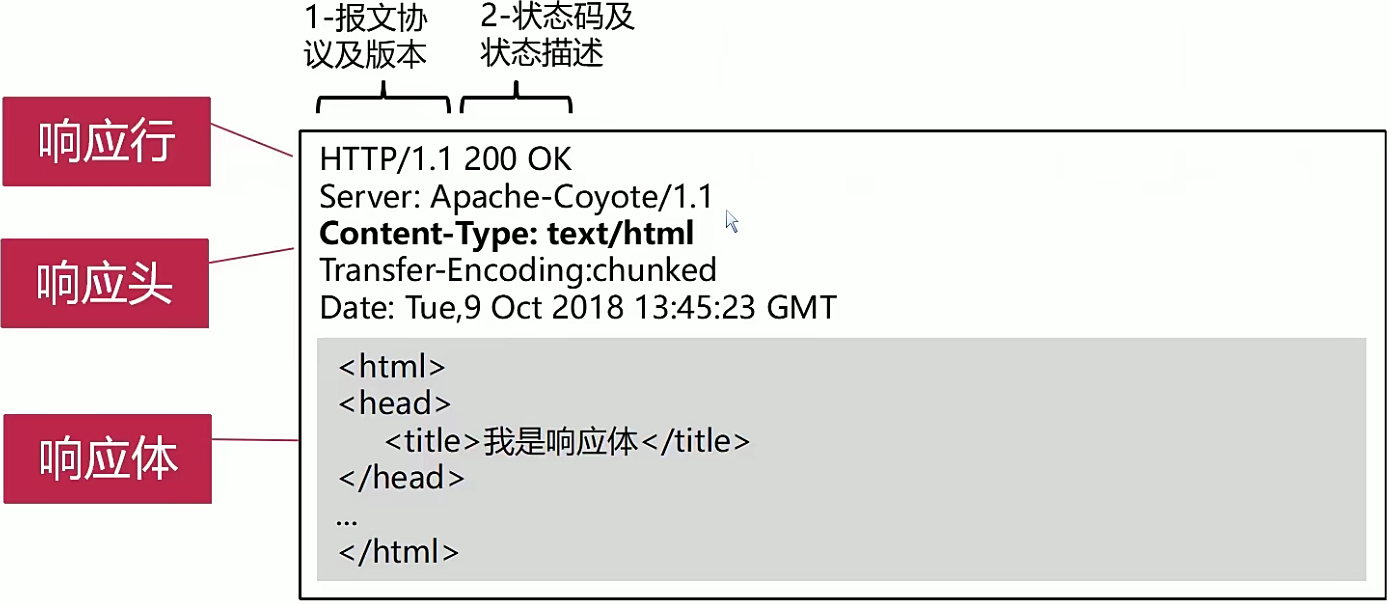 1-报文协
议及版本
2-状态码及
状态描述
响应行
HTTP/1.1 200 OK
Server: Apache-Coyote/1.1
响应头
Content-Type: text/html
Transfer-Encoding:chunked
Date: Tue,9 Oct 2018 13:45:23 GMT
响应体
<html>
<head>
<title>我是响应体</title>
</head>
...
</html>